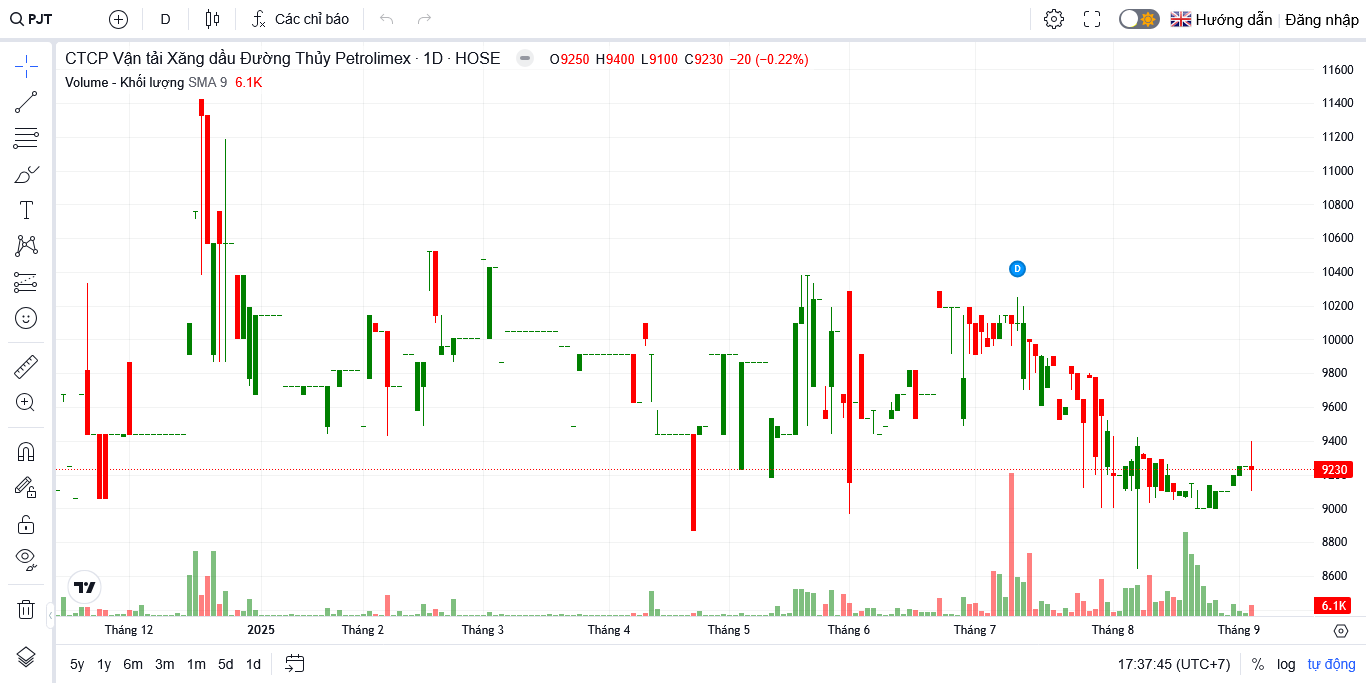 PJT D Các chỉ báo Hướng dẫn Đăng nhập
CTCP Vận tải Xăng dầu Đường Thủy Petrolimex · 1D · HOSE O9250 H9400 L9100 C9230 −20 (−0.22%)
Volume - Khối lượng SMA 9 6.1K
11600
11400
11200
11000
10800
10600
10400
D
10200
10000
9800
9600
9400
9230
9200
9000
8800
8600
6.1K
Tháng 12 2025 Tháng 2 Tháng 3 Tháng 4 Tháng 5 Tháng 6 Tháng 7 Tháng 8 Tháng 9
5y 1y 6m 3m 1m 5d 1d 17:37:45 (UTC+7) % log tự động